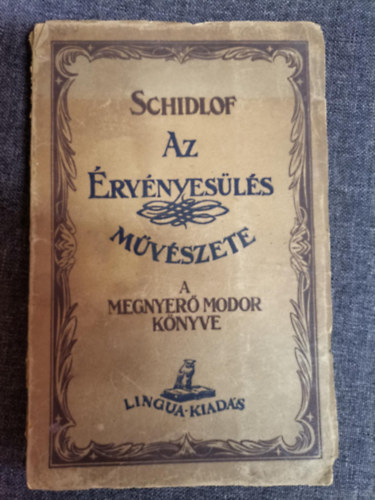 SCHIDLOF
AZ
ÉRVÉNYESÜLÉS
MŰVÉSZETE
A
MEGNYERŐ MODOR
KÖNYVE
LINGUA-KIADÁS